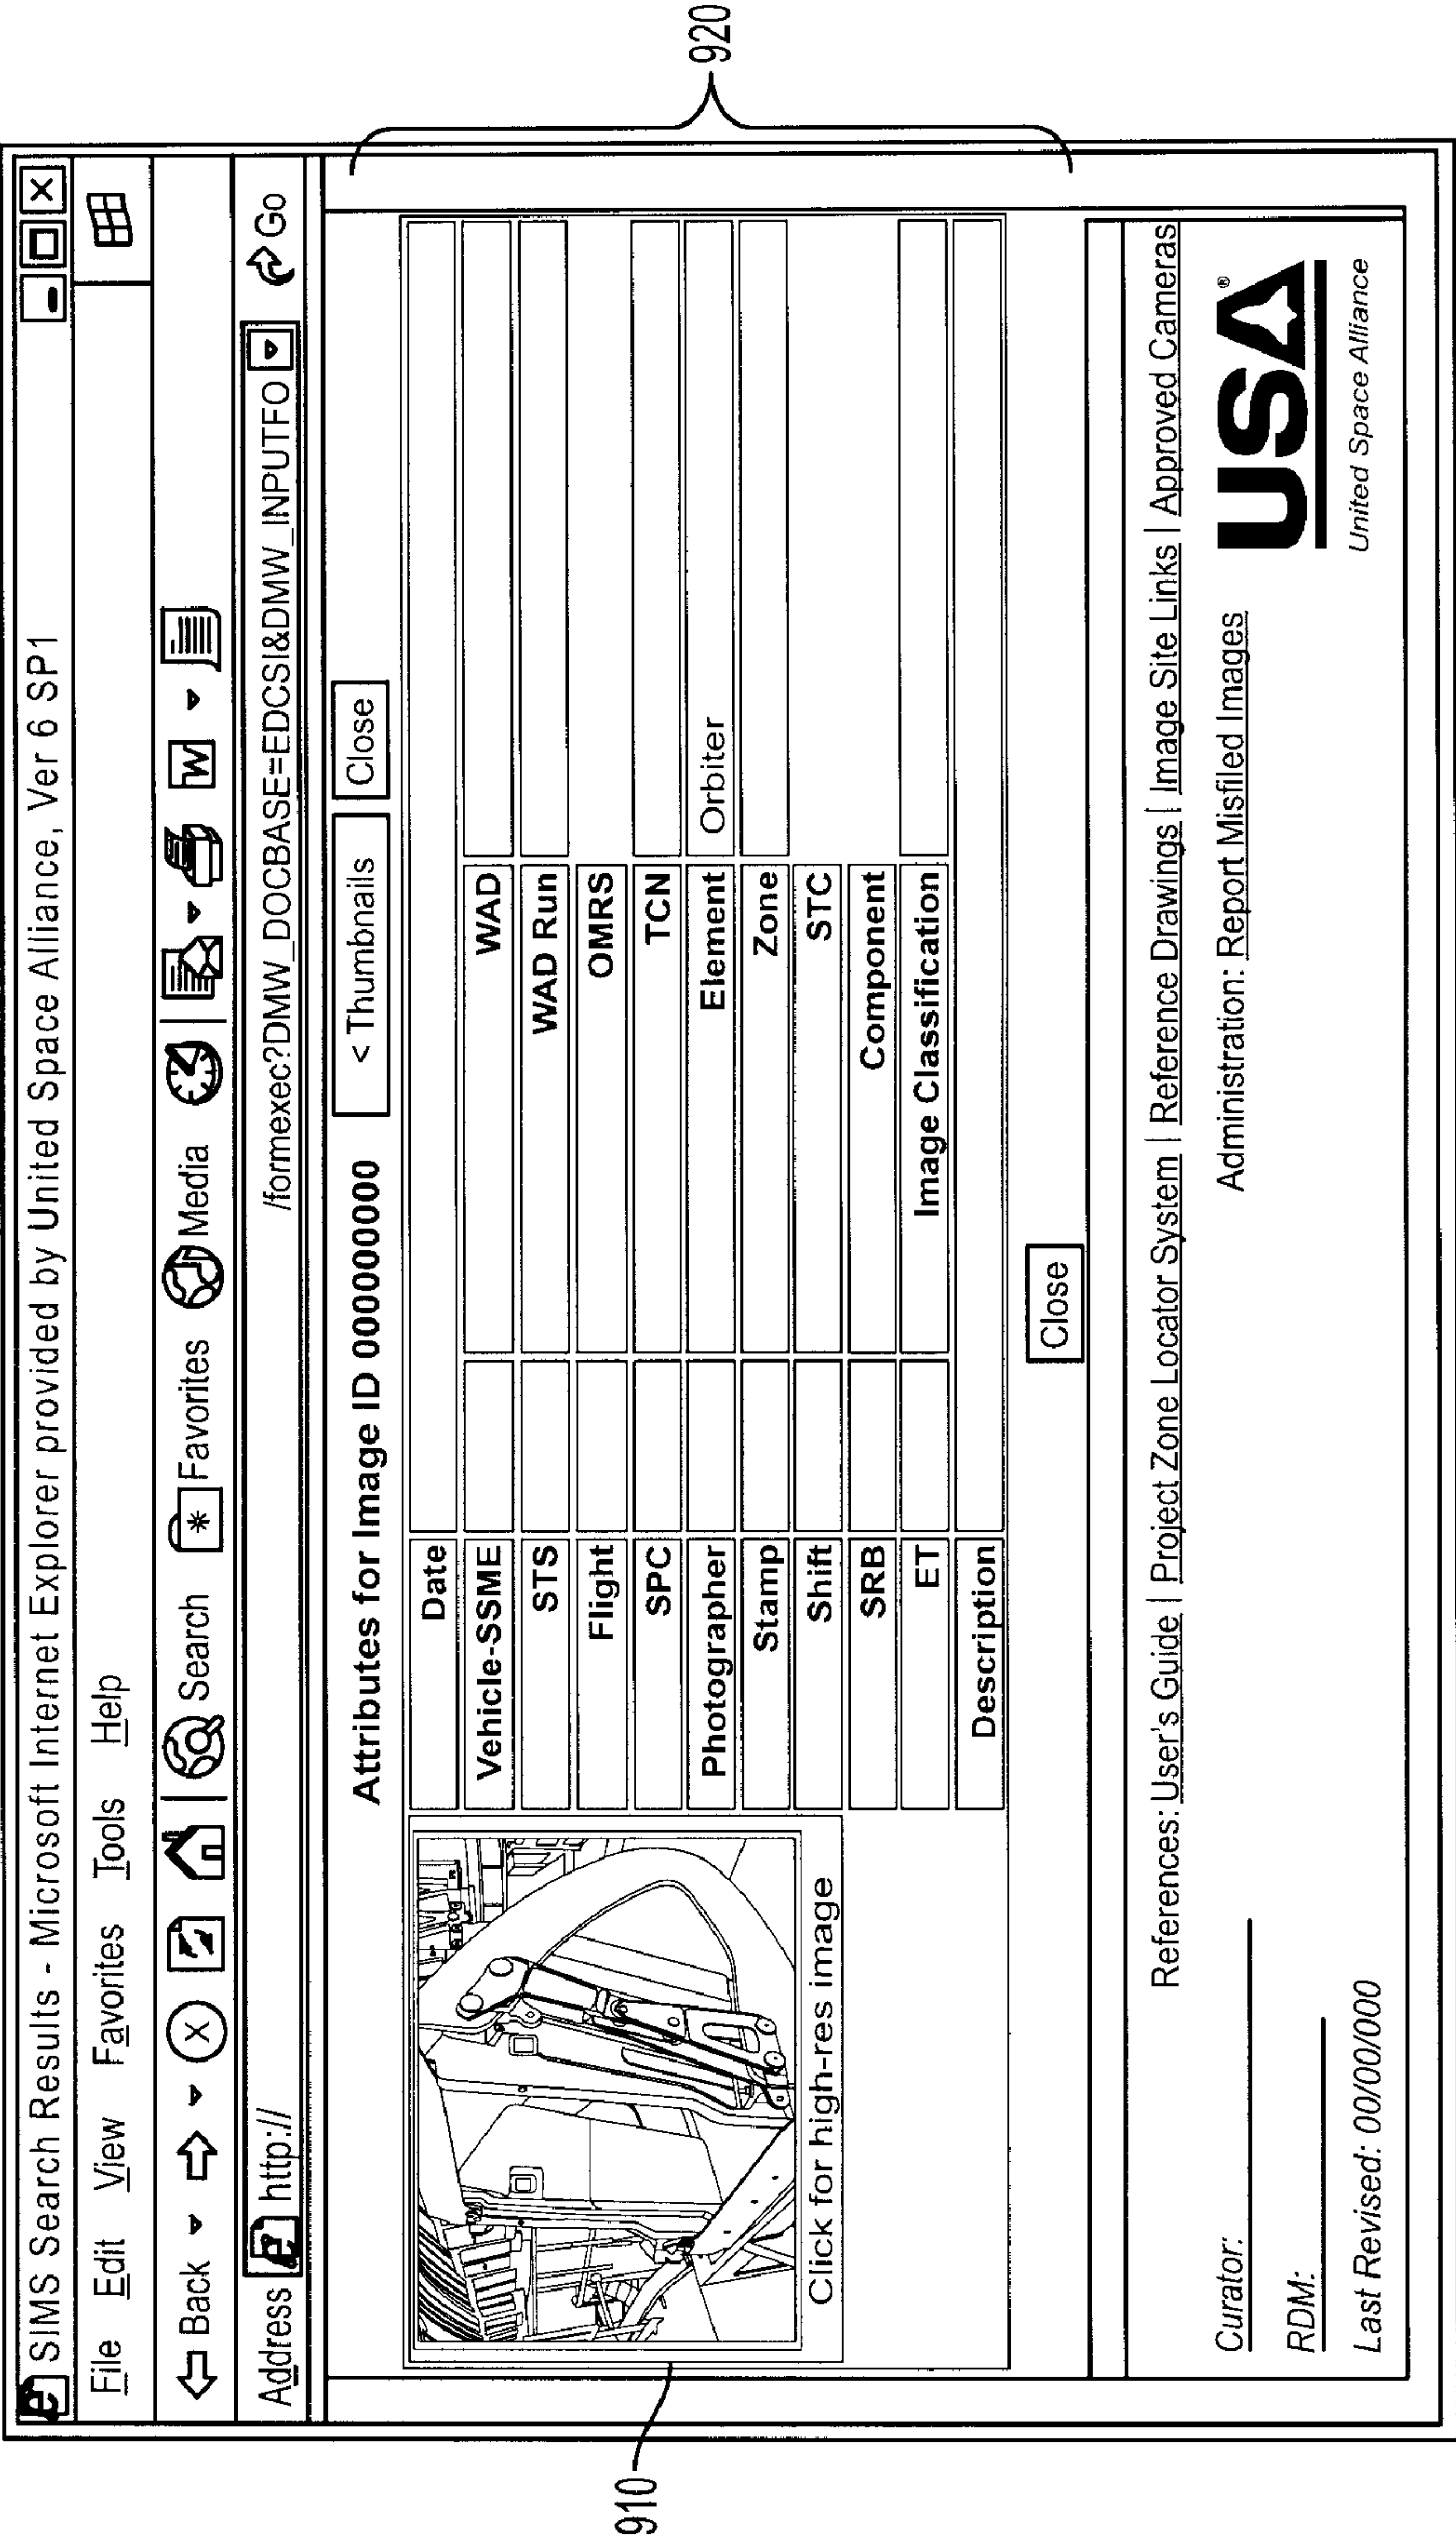 SIMS Search Results - Microsoft Internet Explorer provided by United Space Alliance, Ver 6 SP1
File Edit View Favorites Tools Help
Back Search Favorites Media W
Address http:// /formexec?DMW_DOCBASE=EDCSI&DMW_INPUTFO Go
Attributes for Image ID 000000000 < Thumbnails Close
Date
Vehicle-SSME WAD
STS WAD Run
Flight OMRS
SPC TCN
Photographer Element Orbiter
Stamp Zone
Shift STC
SRB Component
ET Image Classification
Description
Click for high-res image
Close
References: User's Guide | Project Zone Locator System | Reference Drawings | Image Site Links | Approved Cameras
Curator: Administration: Report Misfiled Images
RDM:
Last Revised: 00/00/000
USA®
United Space Alliance
910
920